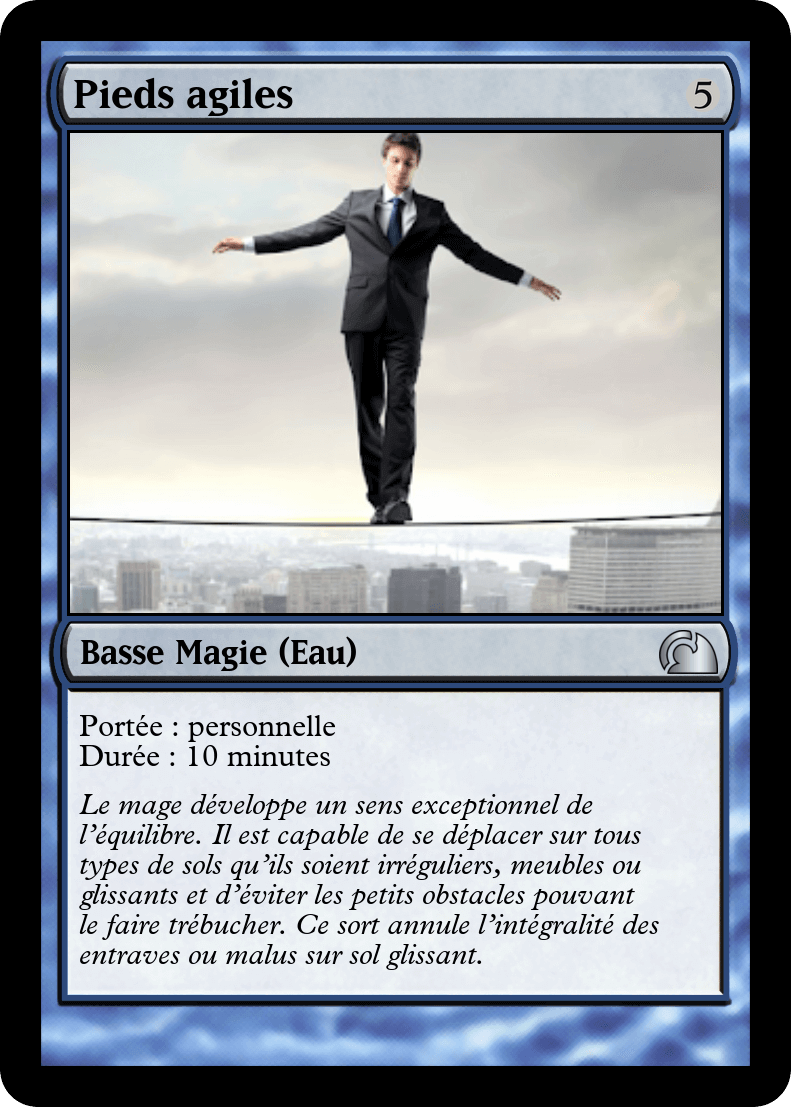 Pieds agiles
5
Basse Magie (Eau)
Portée : personnelle
Durée : 10 minutes
Le mage développe un sens exceptionnel de
l'équilibre. Il est capable de se déplacer sur tous
types de sols qu'ils soient irréguliers, meubles ou
glissants et d'éviter les petits obstacles pouvant
le faire trébucher. Ce sort annule l'intégralité des
entraves ou malus sur sol glissant.